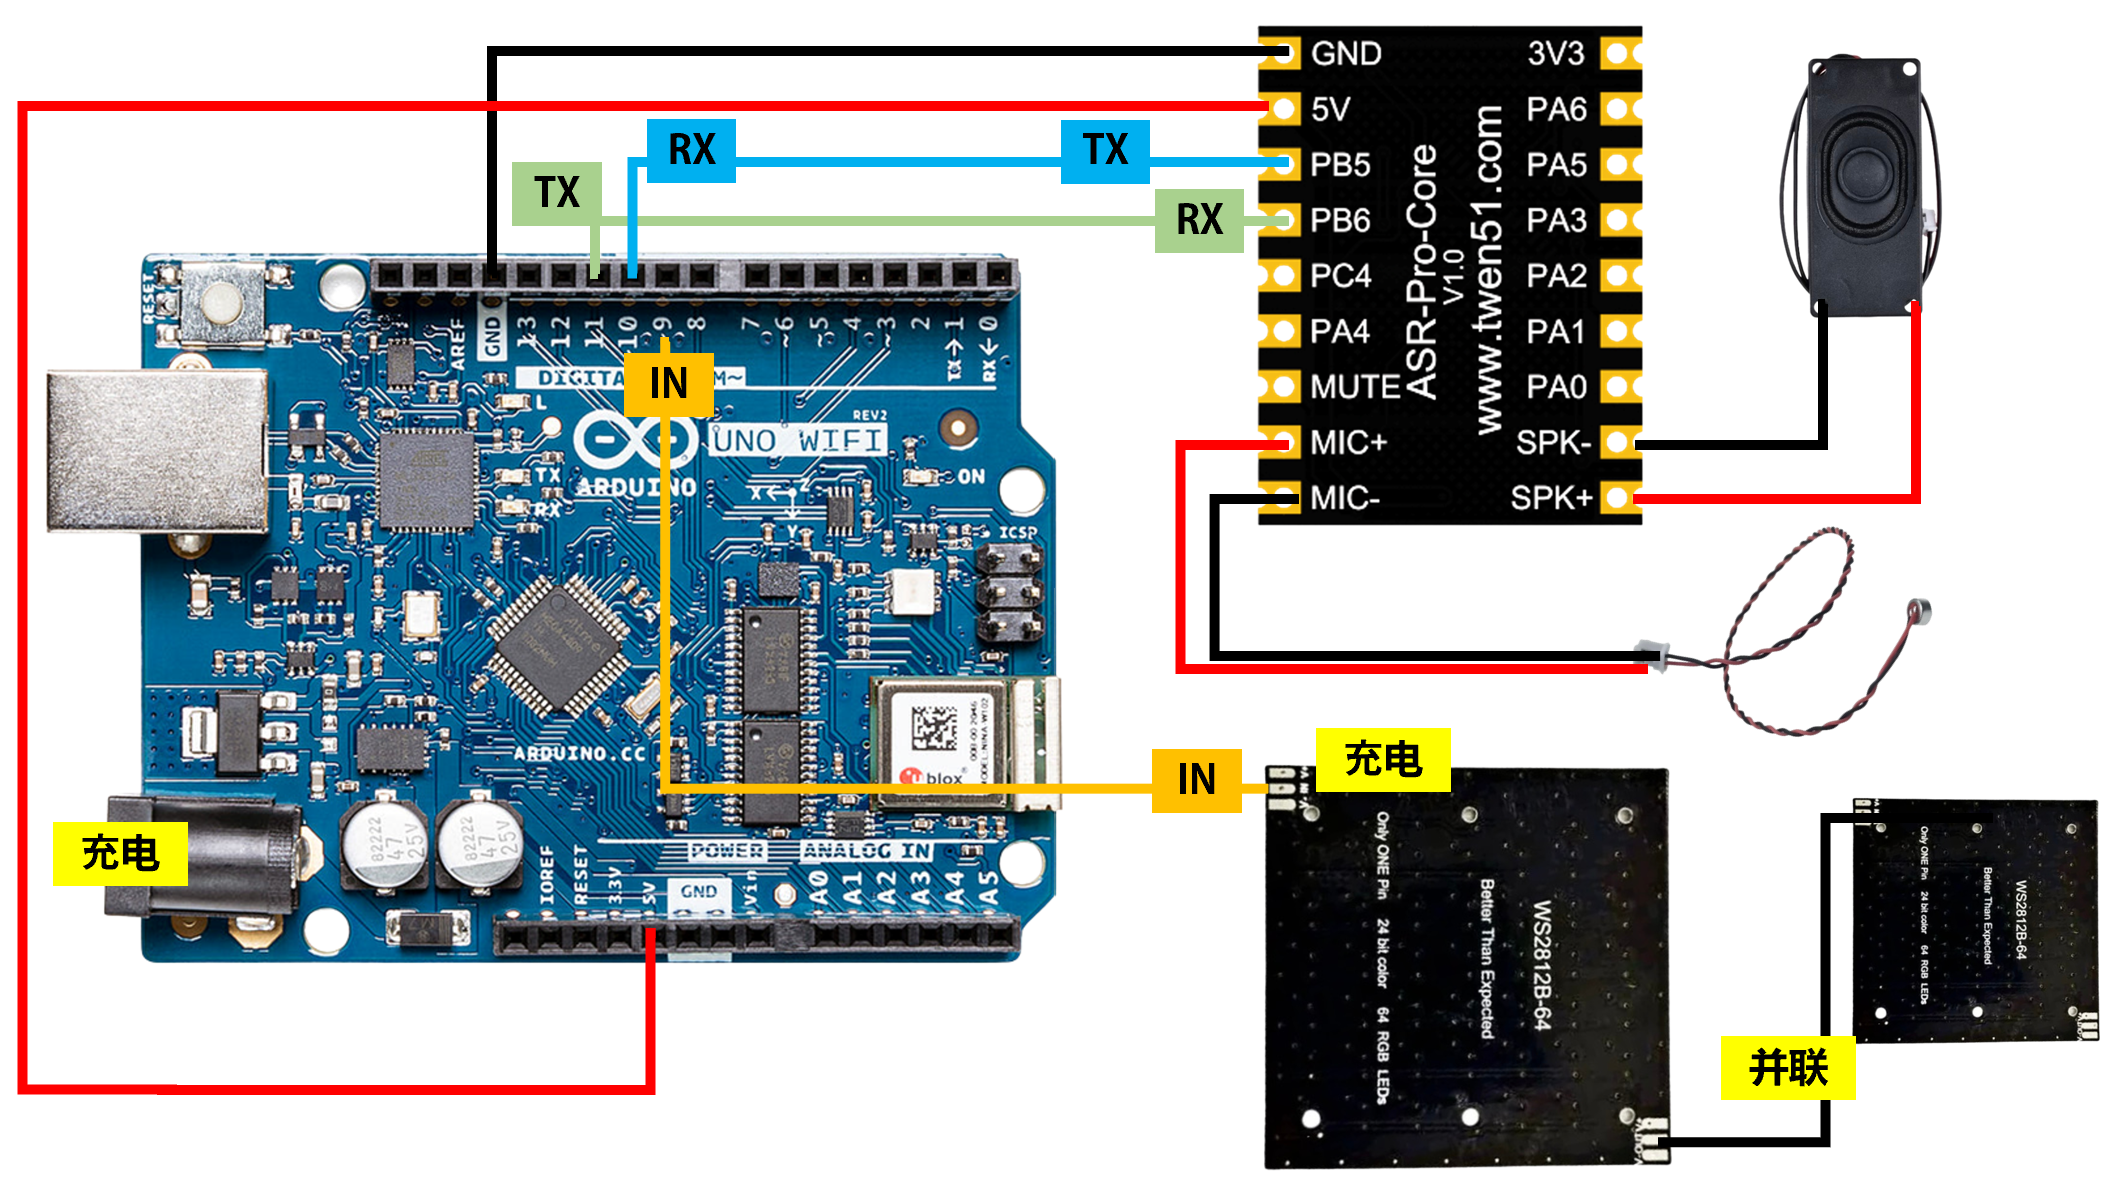 GND
3V3
5V
PA6
PB5
PA5
PB6
PA3
PC4
PA2
PA4
PA1
MUTE
PA0
MIC+
SPK-
MIC-
SPK+
ASR-Pro-Core
V1.0
www.twen51.com
RX
TX
TX
RX
RESET
AREF
GND
13
12
~11
~10
~9
8
7
~6
~5
4
~3
2
TX→1
RX←0
IN
L
REV2
UNO WIFI
ARDUINO
TX
RX
ON
X
Z
Y
ICSP
ARDUINO.CC
blox
82222
47
25V
82222
47
25V
POWER
ANALOG IN
IOREF
RESET
3.3V
5V
GND
Vin
A0
A1
A2
A3
A4
A5
充电
IN
充电
Only ONE Pin 24 bit color 64 RGB LEDs
Better Than Expected
WS2812B-64
并联
Only ONE Pin 24 bit color 64 RGB LEDs
Better Than Expected
WS2812B-64